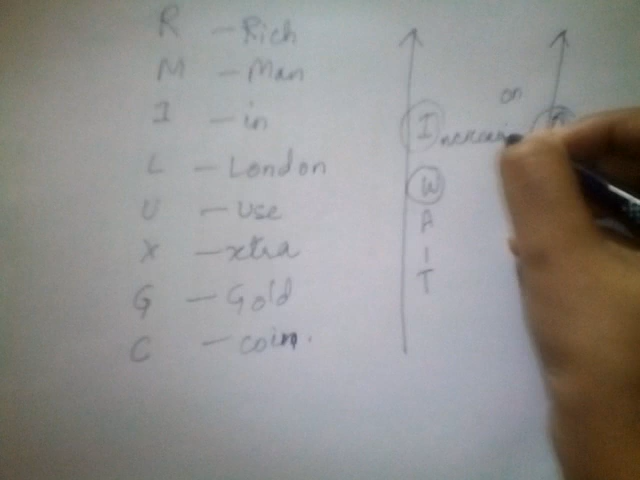 R - Rich
M - Man
I - in
L - London
U - use
X - xtra
G - Gold
C - coin.
on
I
W
A
I
T